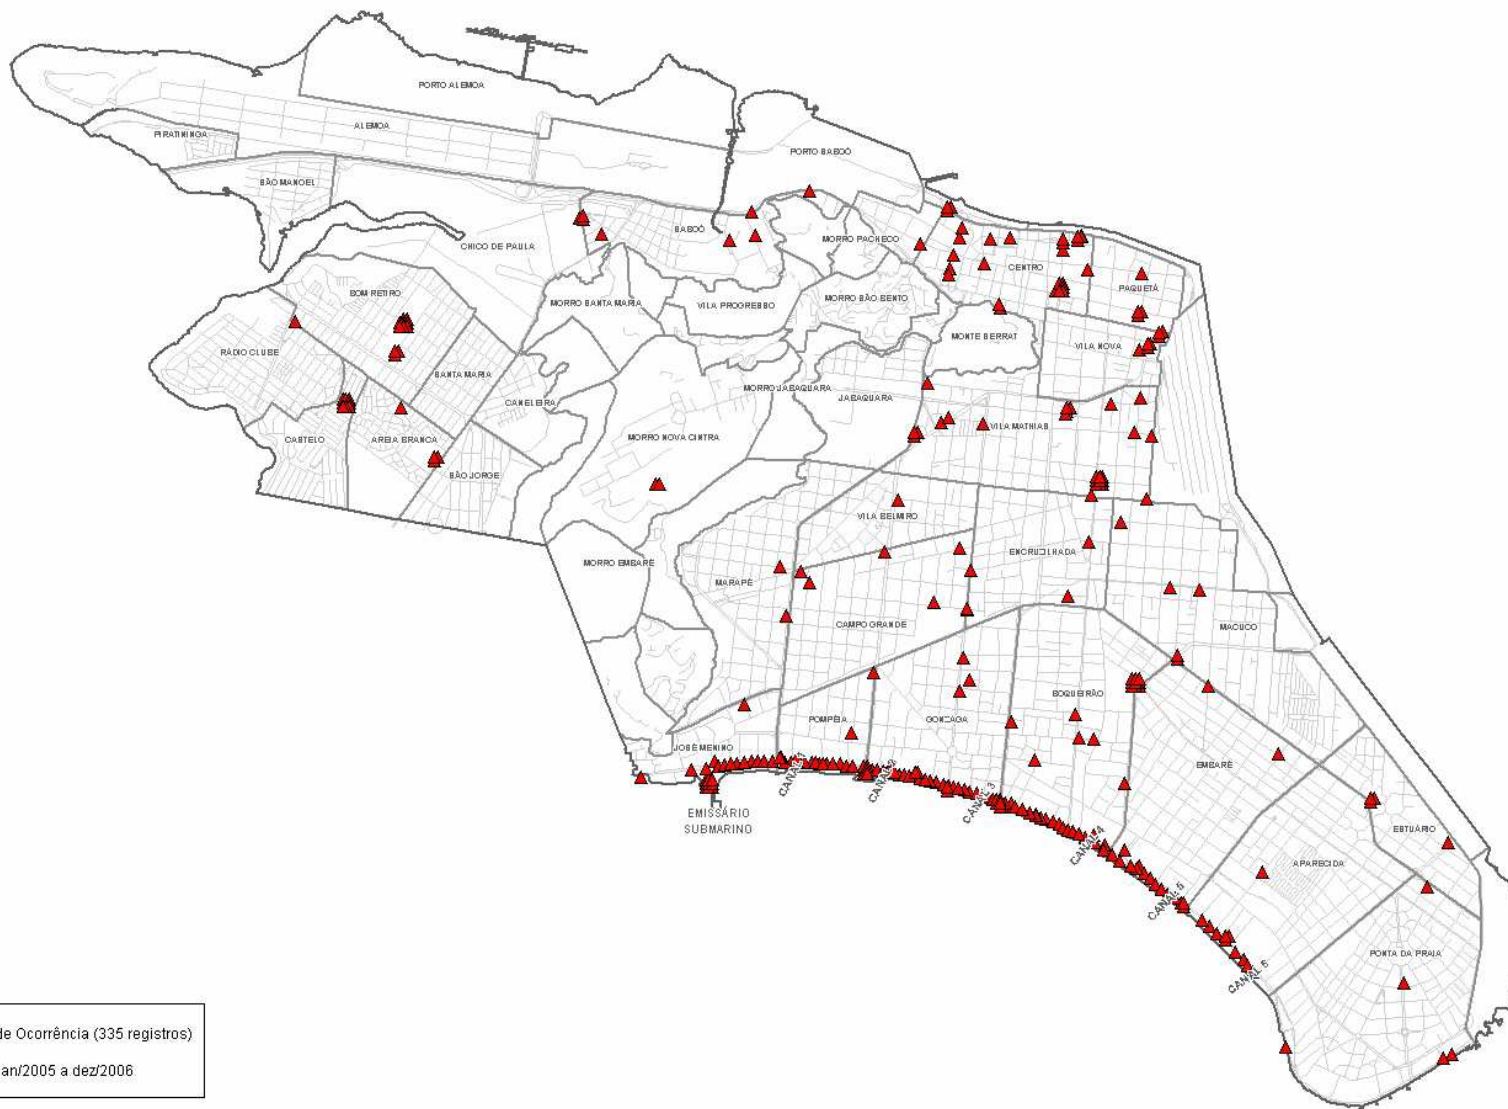 PORTO ALEMOA
ALEMOA
PIRATININGA
PORTO SABOÓ
SÃO MANOEL
SABOÓ
CHICO DE PAULA
MORRO PACHECO
CENTRO
PAQUETÁ
BOM RETIRO
MORRO SANTA MARIA
VILA PROGRESSO
MORRO SÃO BENTO
MONTE SERRAT
VILA NOVA
RÁDIO CLUBE
SANTA MARIA
CANELEIRA
MORRO JABAQUARA
JABAQUARA
CASTELO
AREIA BRANCA
MORRO NOVA CINTRA
VILA MATHIAS
SÃO JORGE
VILA BELMIRO
ENCRUZILHADA
MORRO EMBARÉ
MARAPÉ
CAMPO GRANDE
MACUCO
BOQUEIRÃO
POMPÉIA
GONZAGA
JOSÉ MENINO
EMBARÉ
CANAL 1
CANAL 2
CANAL 3
EMISSÁRIO
SUBMARINO
CANAL 4
ESTUÁRIO
APARECIDA
CANAL 5
PONTA DA PRAIA
CANAL 6
de Ocorrência (335 registros)
an/2005 a dez/2006